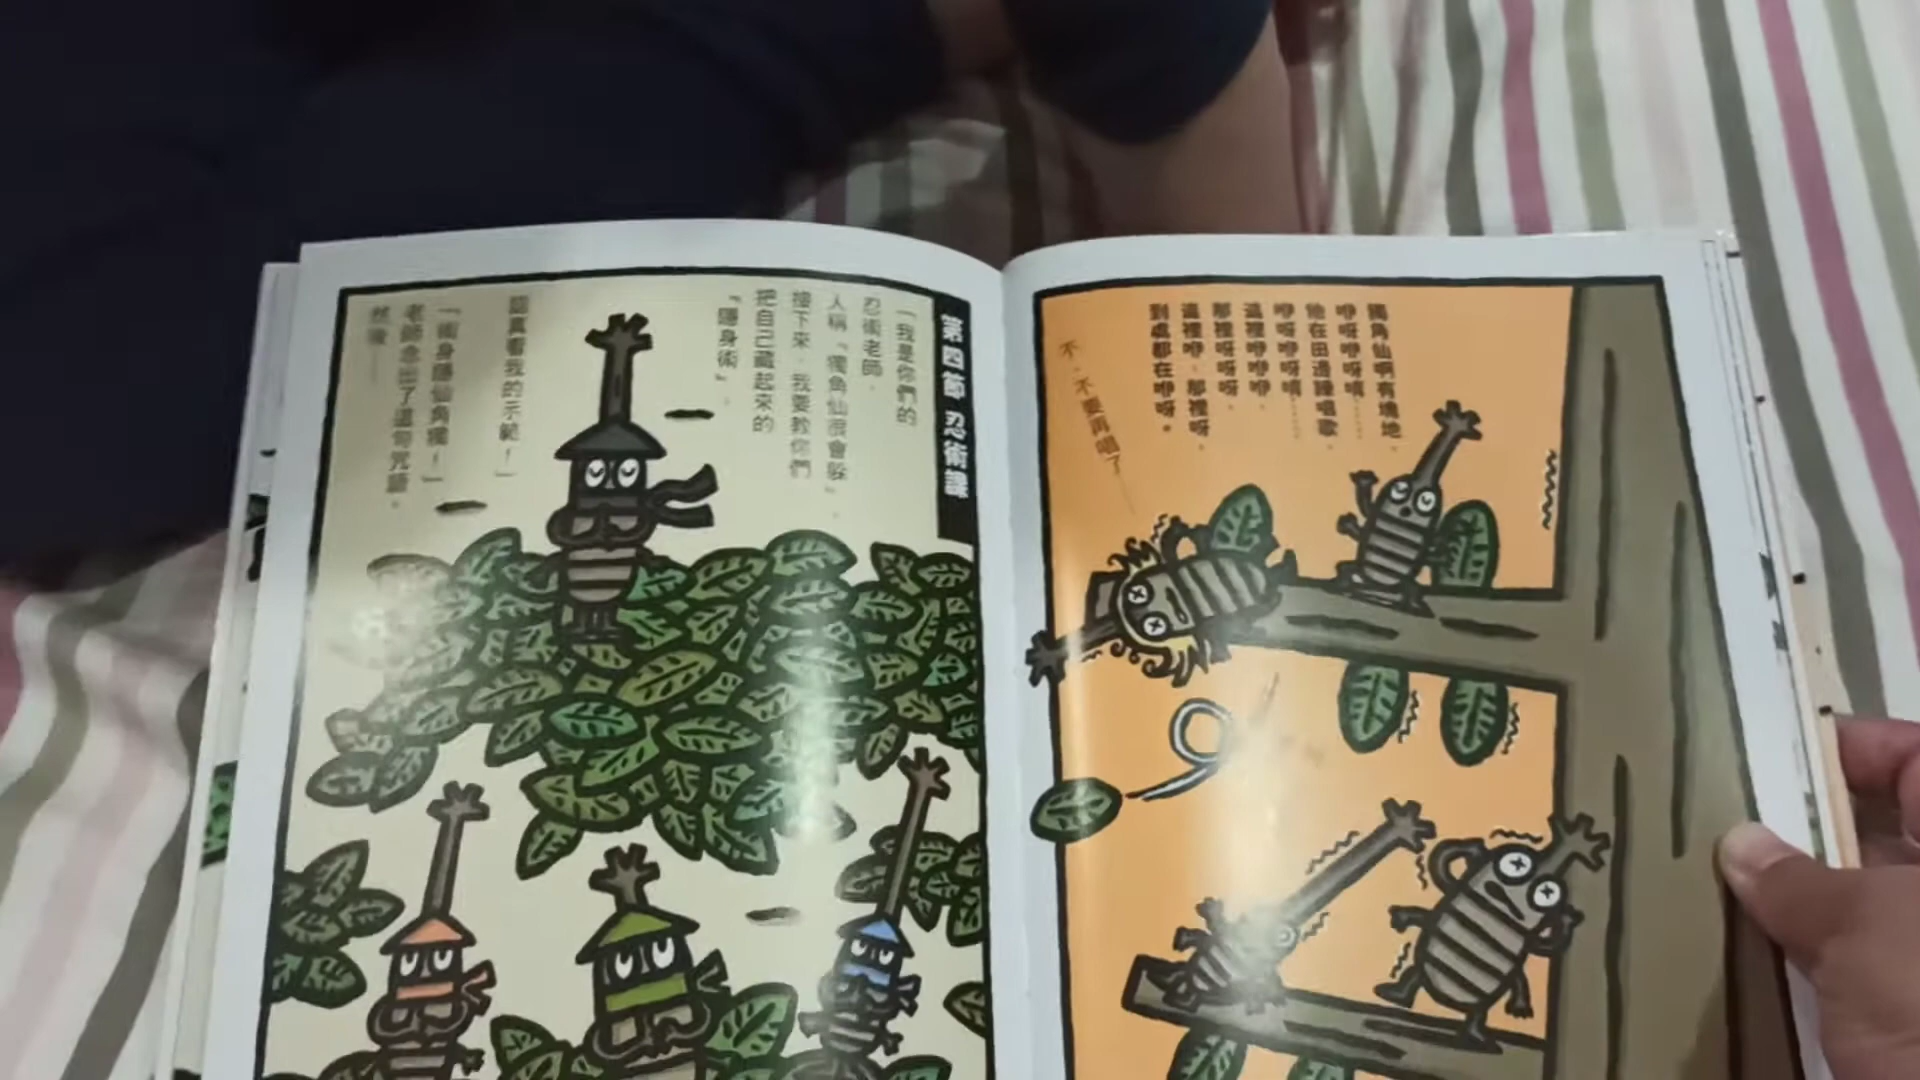 獨角仙啊有塊地,
咿呀咿呀唷……
他在田邊練唱歌,
咿呀咿呀唷……
這裡咿咿咿,
那裡呀呀呀,
這裡咿,那裡呀,
到處都在咿呀。
不,不要再唱了……
第四節 忍術課
「我是你們的
忍術老師,
人稱『獨角仙很會躲』。
接下來,我要教你們
把自己藏起來的
『隱身術』。
認真看我的示範!」
「術身隱仙角獨!」
老師念出了這句咒語。
然後……